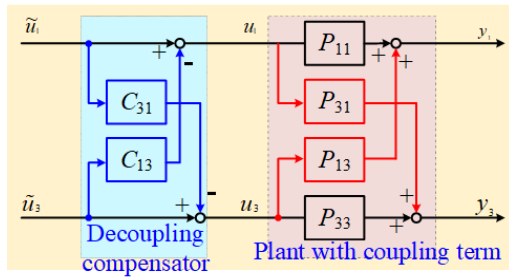 ũ₁ + - u₁ P₁₁ + + y₁
C₃₁ P₃₁
C₁₃ P₁₃
ũ₃ + - u₃ P₃₃ + + y₃
Decoupling compensator
Plant with coupling term